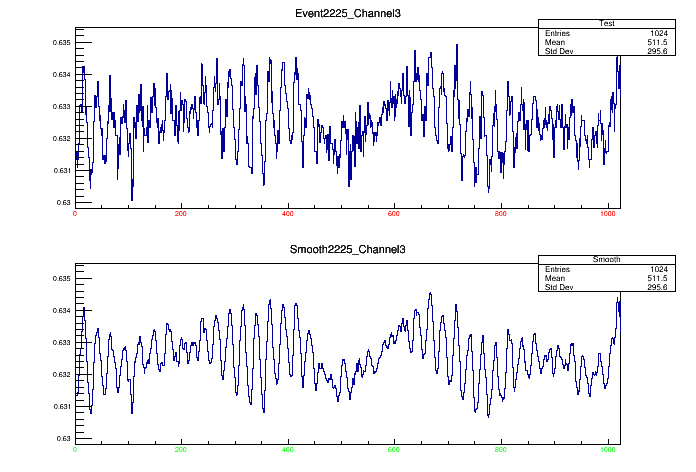 Event2225_Channel3
Test
Entries 1024
Mean 511.5
Std Dev 295.6
0.635
0.634
0.633
0.632
0.631
0.63
0 200 400 600 800 1000
Smooth2225_Channel3
Smooth
Entries 1024
Mean 511.5
Std Dev 295.6
0.635
0.634
0.633
0.632
0.631
0.63
0 200 400 600 800 1000